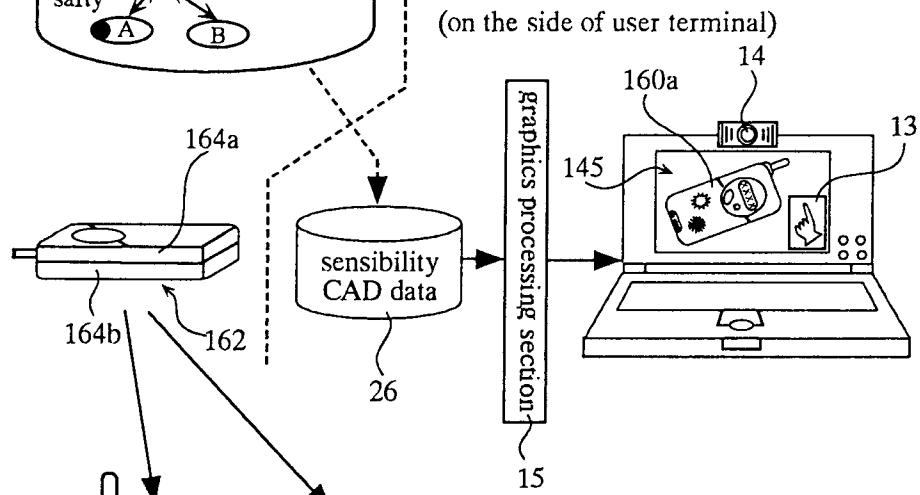 salty
A
B
(on the side of user terminal)
14
160a
13
145
164a
164b
162
sensibility
CAD data
26
graphics processing section
15
XXXX